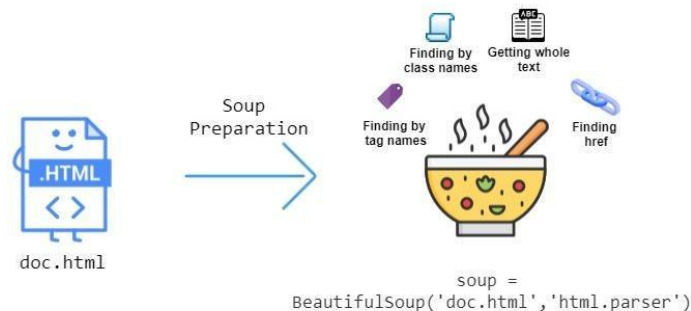 .HTML
doc.html
Soup
Preparation
ABC
Finding by
class names
Getting whole
text
Finding by
tag names
Finding
href
soup =
BeautifulSoup('doc.html','html.parser')